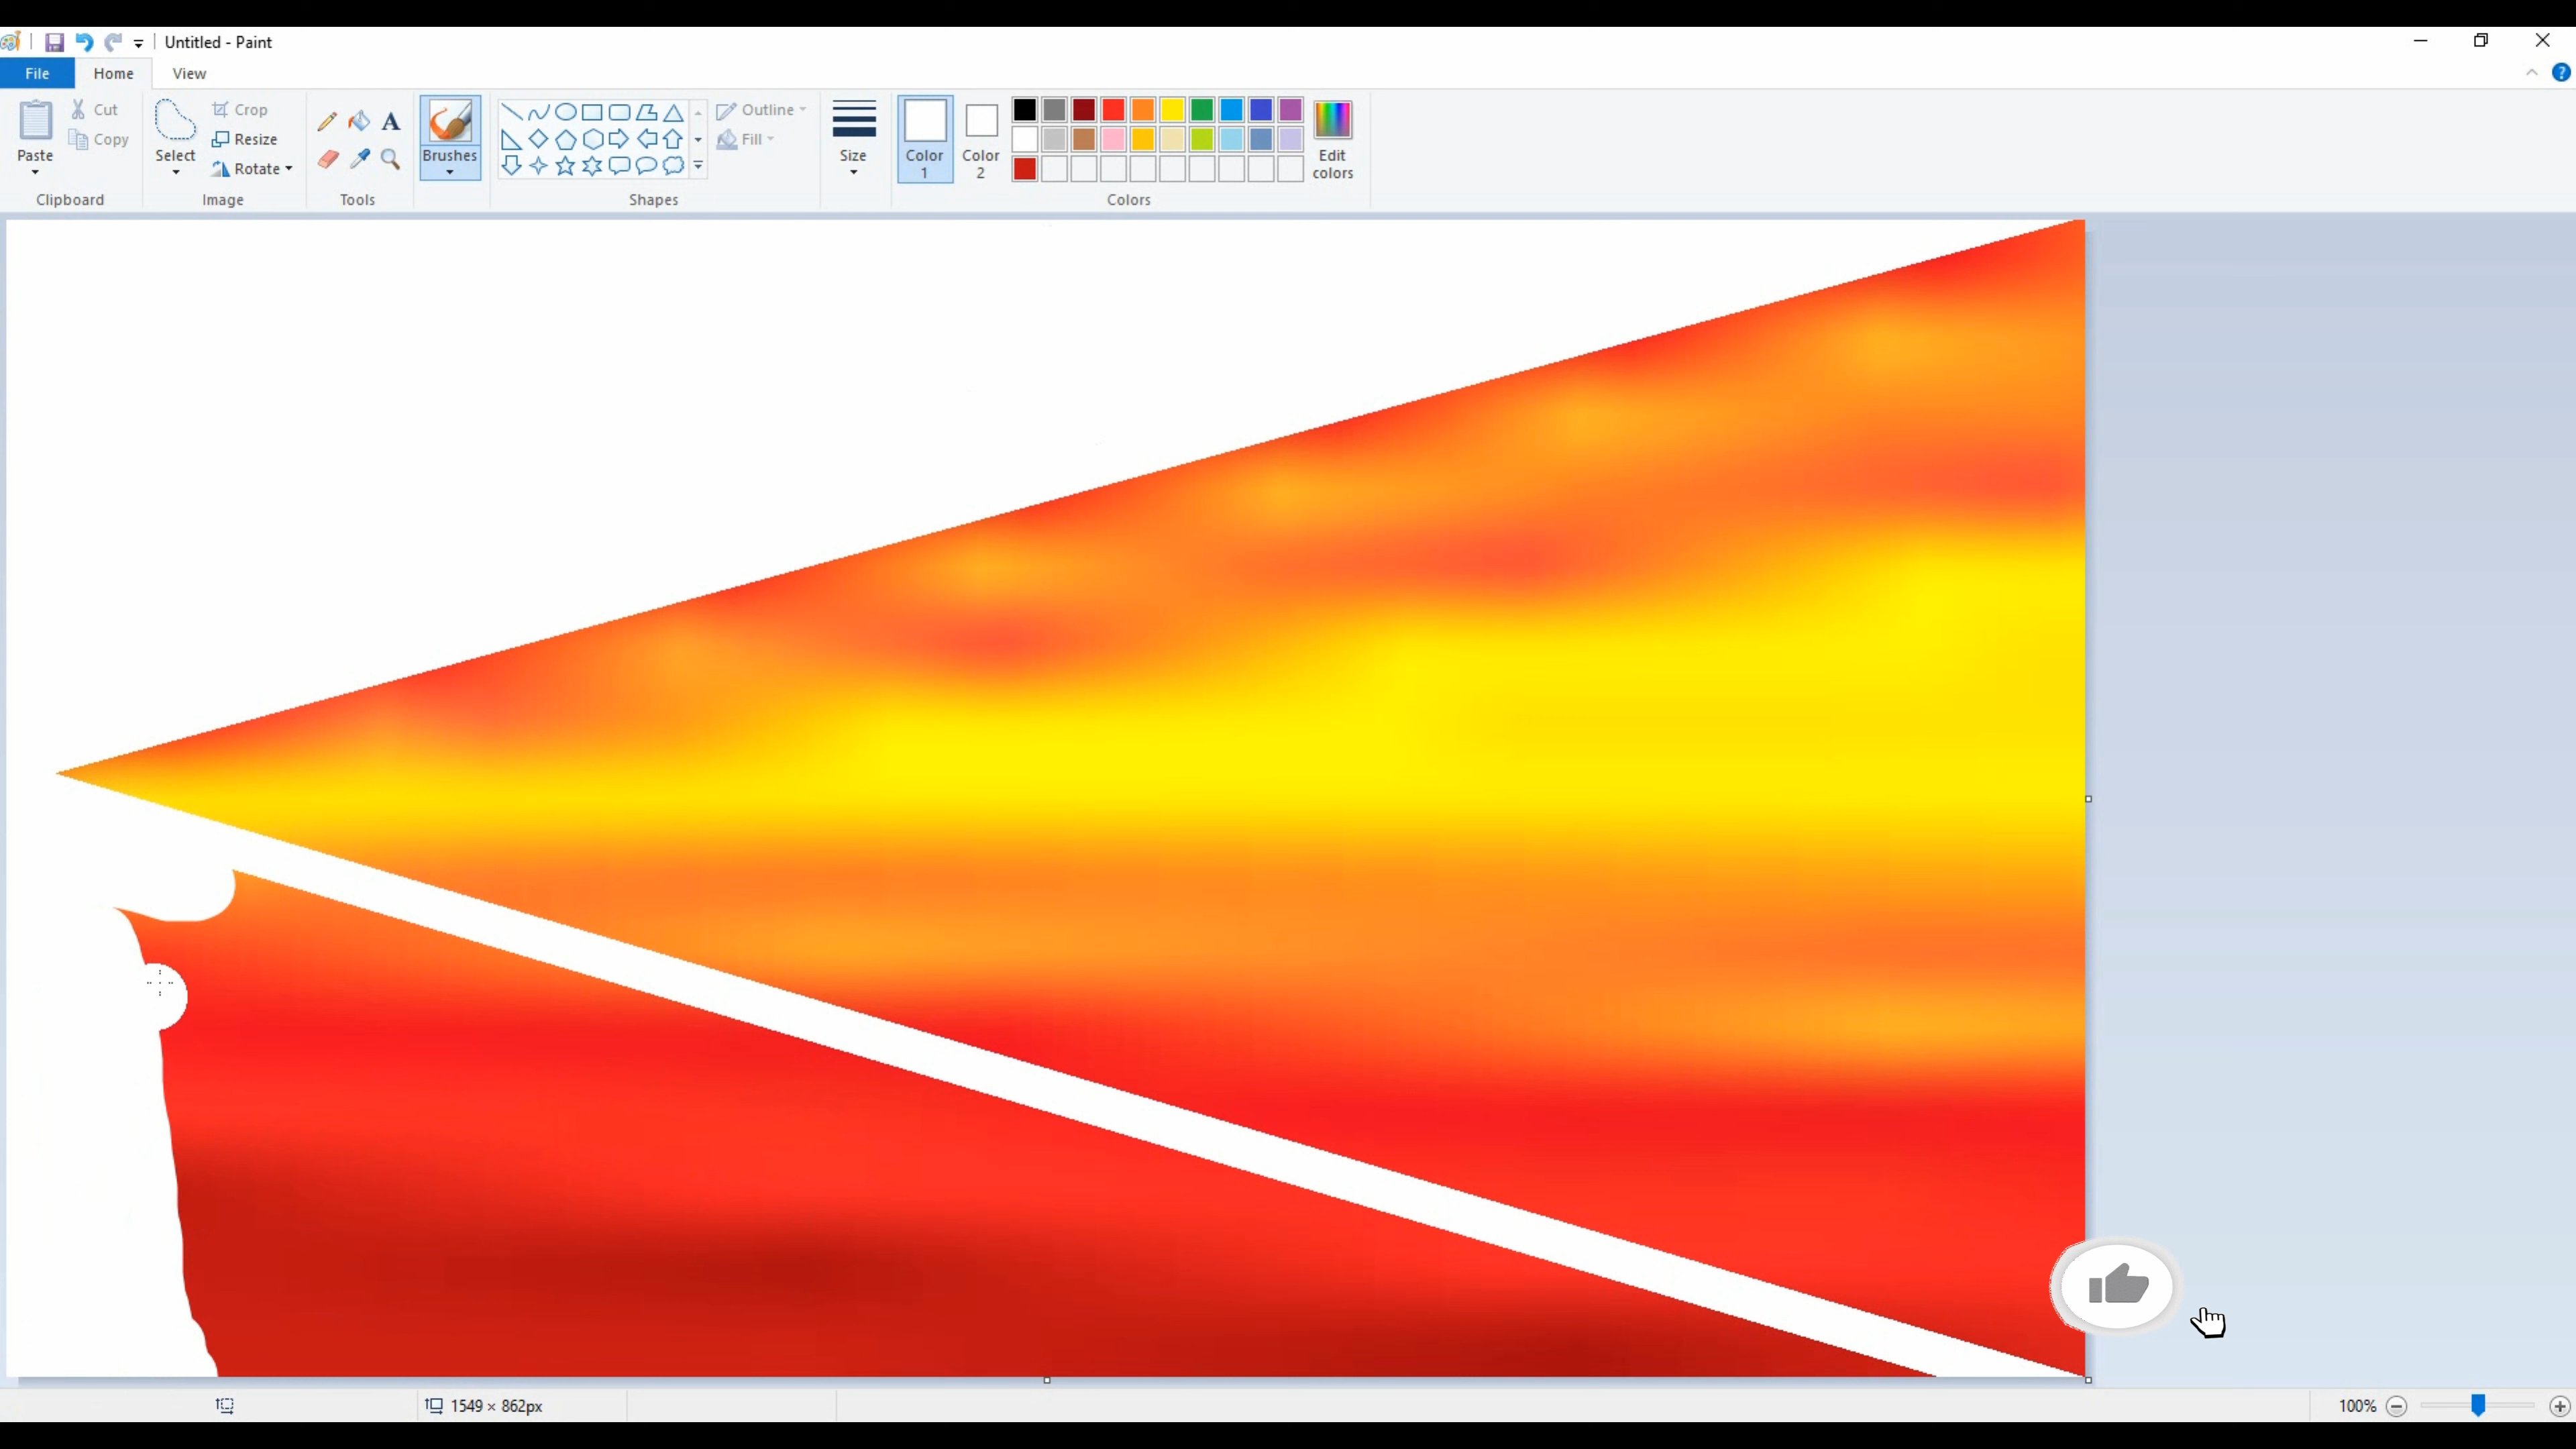 Untitled - Paint
File Home View
Paste
Cut
Copy
Clipboard
Select
Crop
Resize
Rotate
Image
A
Tools
Brushes
Shapes
Outline
Fill
Size
Color
1
Color
2
Edit
colors
Colors
?
1549 × 862px
100%